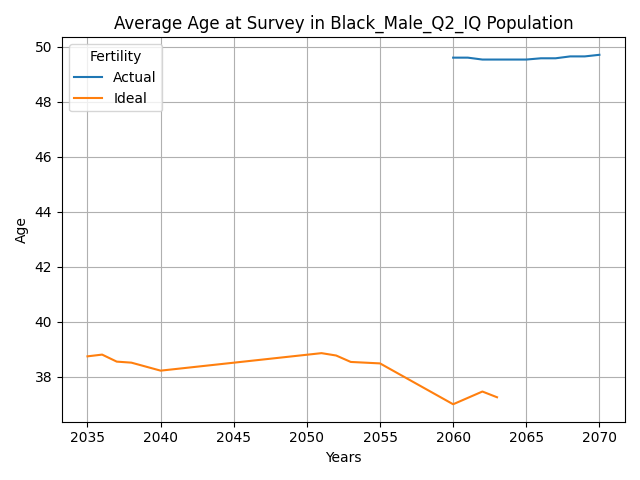 Average Age at Survey in Black_Male_Q2_IQ Population
Fertility
Actual
Ideal
Age
50
48
46
44
42
40
38
2035 2040 2045 2050 2055 2060 2065 2070
Years